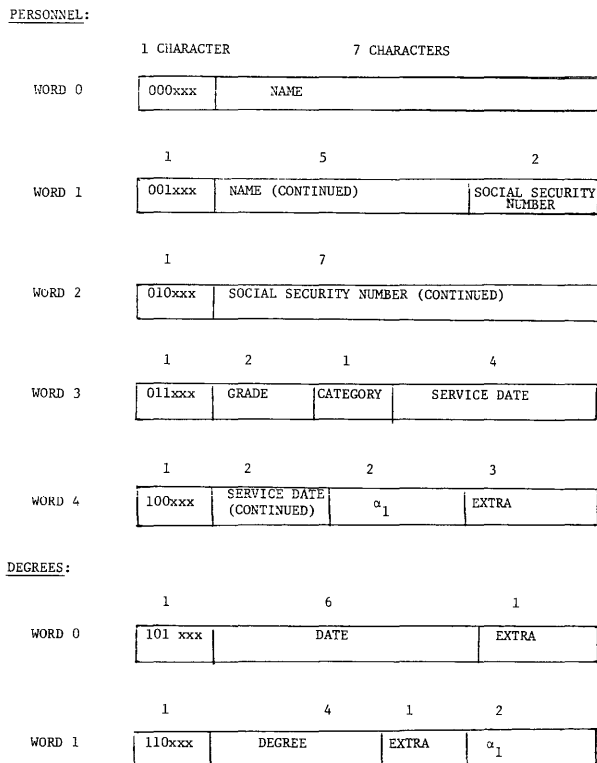 PERSONNEL:
1 CHARACTER 7 CHARACTERS
WORD 0 000xxx NAME
1 5 2
WORD 1 001xxx NAME (CONTINUED) SOCIAL SECURITY
NUMBER
1 7
WORD 2 010xxx SOCIAL SECURITY NUMBER (CONTINUED)
1 2 1 4
WORD 3 011xxx GRADE CATEGORY SERVICE DATE
1 2 2 3
WORD 4 100xxx SERVICE DATE
(CONTINUED) α1 EXTRA
DEGREES:
1 6 1
WORD 0 101 xxx DATE EXTRA
1 4 1 2
WORD 1 110xxx DEGREE EXTRA α1